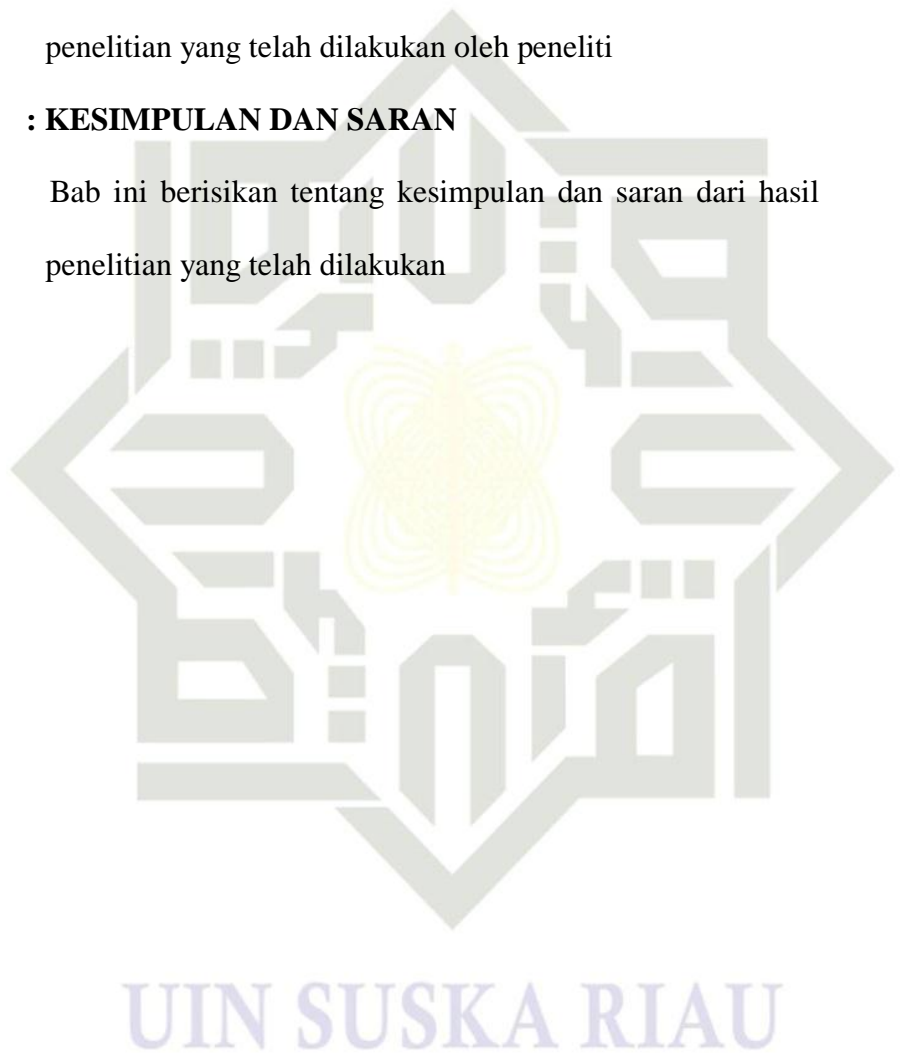 penelitian yang telah dilakukan oleh peneliti
: KESIMPULAN DAN SARAN
Bab ini berisikan tentang kesimpulan dan saran dari hasil
penelitian yang telah dilakukan
UIN SUSKA RIAU